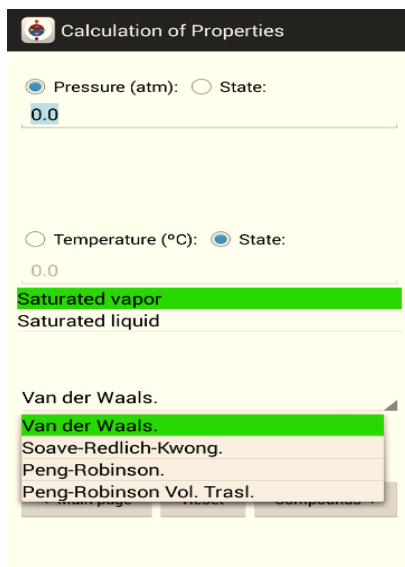 Calculation of Properties
Pressure (atm): State:
0.0
Temperature (ºC): State:
0.0
Saturated vapor
Saturated liquid
Van der Waals.
Van der Waals.
Soave-Redlich-Kwong.
Peng-Robinson.
Peng-Robinson Vol. Trasl.